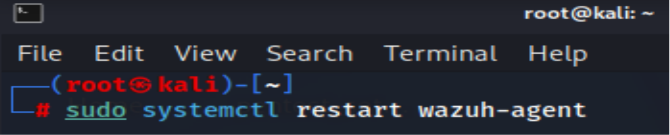 root@kali: ~
File Edit View Search Terminal Help
┌──(root㉿kali)-[~]
└─# sudo systemctl restart wazuh-agent